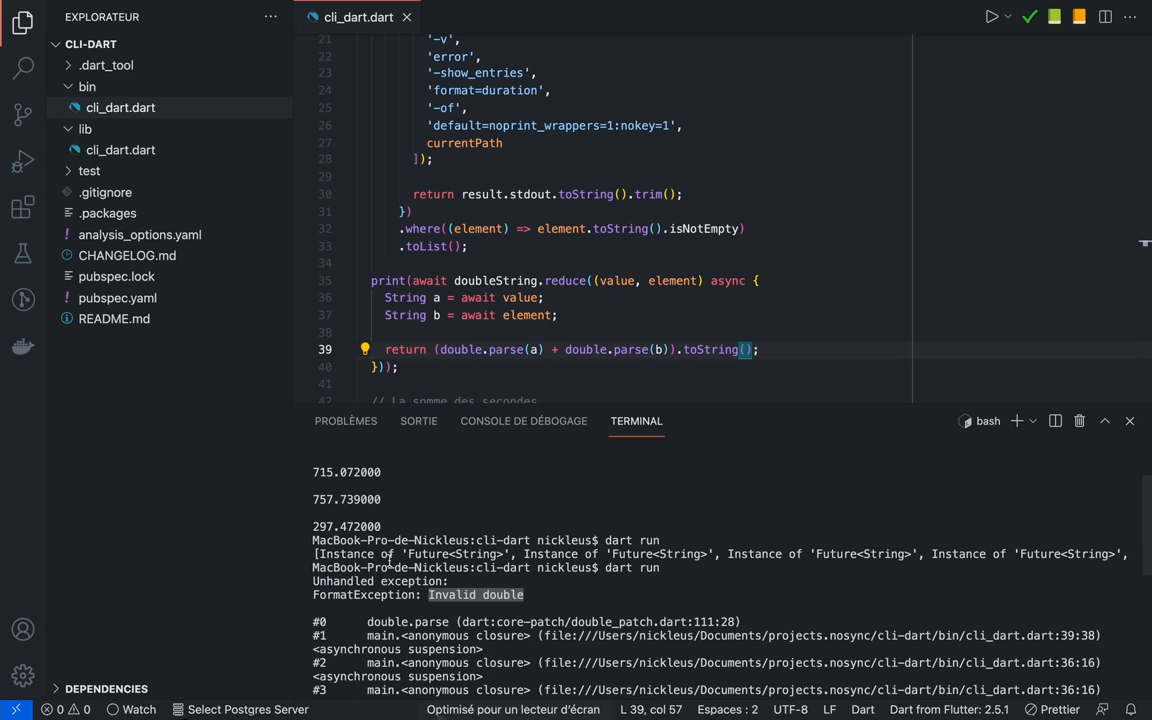 EXPLORATEUR
CLI-DART
.dart_tool
bin
cli_dart.dart
lib
cli_dart.dart
test
.gitignore
.packages
analysis_options.yaml
CHANGELOG.md
pubspec.lock
pubspec.yaml
README.md
DEPENDENCIES
cli_dart.dart
21 '-v',
22 'error',
23 '-show_entries',
24 'format=duration',
25 '-of',
26 'default=noprint_wrappers=1:nokey=1',
27 currentPath
28 ]);
29
30 return result.stdout.toString().trim();
31 })
32 .where((element) => element.toString().isNotEmpty)
33 .toList();
34
35 print(await doubleString.reduce((value, element) async {
36 String a = await value;
37 String b = await element;
38
39 return (double.parse(a) + double.parse(b)).toString();
40 }));
41
42 // La somme des secondes
PROBLÈMES SORTIE CONSOLE DE DÉBOGAGE TERMINAL bash
715.072000
757.739000
297.472000
MacBook-Pro-de-Nickleus:cli-dart nickleus$ dart run
[Instance of 'Future<String>', Instance of 'Future<String>', Instance of 'Future<String>', Instance of 'Future<String>',
MacBook-Pro-de-Nickleus:cli-dart nickleus$ dart run
Unhandled exception:
FormatException: Invalid double
#0 double.parse (dart:core-patch/double_patch.dart:111:28)
#1 main.<anonymous closure> (file:///Users/nickleus/Documents/projects.nosync/cli-dart/bin/cli_dart.dart:39:38)
<asynchronous suspension>
#2 main.<anonymous closure> (file:///Users/nickleus/Documents/projects.nosync/cli-dart/bin/cli_dart.dart:36:16)
<asynchronous suspension>
#3 main.<anonymous closure> (file:///Users/nickleus/Documents/projects.nosync/cli-dart/bin/cli_dart.dart:36:16)
0 0 Watch Select Postgres Server Optimisé pour un lecteur d'écran L 39, col 57 Espaces : 2 UTF-8 LF Dart Dart from Flutter: 2.5.1 Prettier